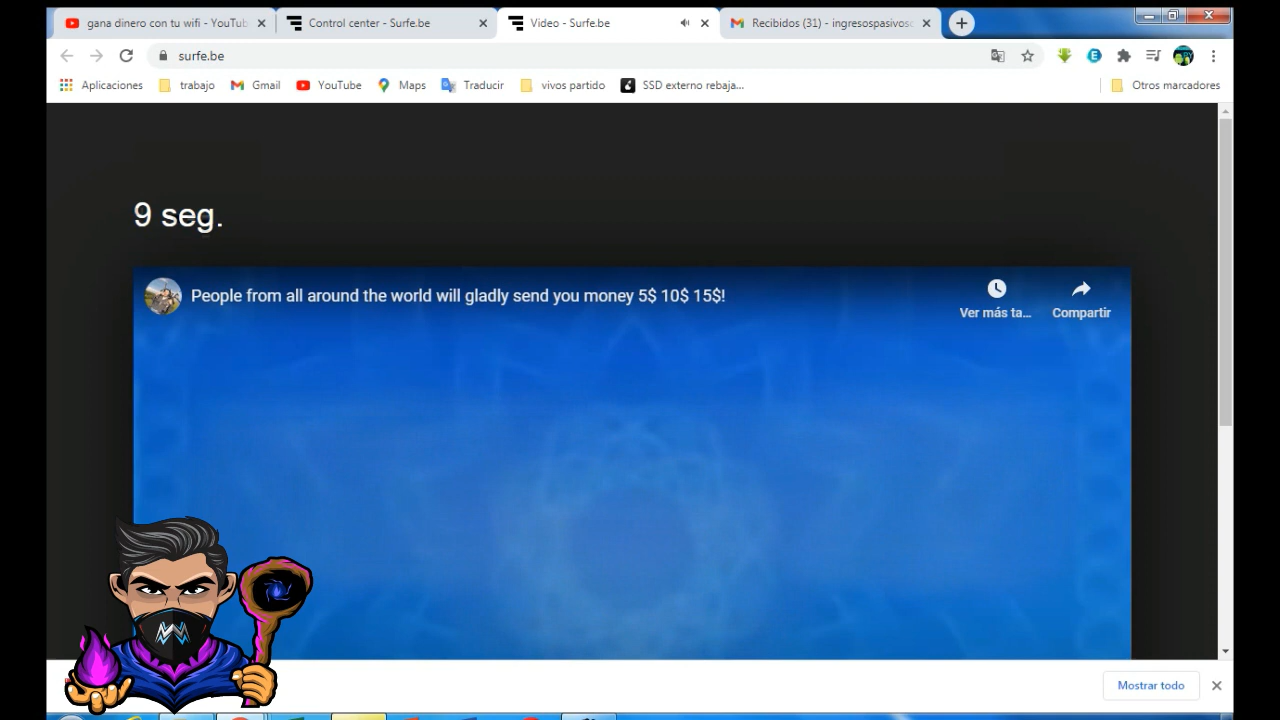 gana dinero con tu wifi - YouTub
Control center - Surfe.be
Video - Surfe.be
Recibidos (31) - ingresospasivosc
surfe.be
Aplicaciones
trabajo
Gmail
YouTube
Maps
Traducir
vivos partido
SSD externo rebaja...
Otros marcadores
9 seg.
People from all around the world will gladly send you money 5$ 10$ 15$!
Ver más ta...
Compartir
Mostrar todo